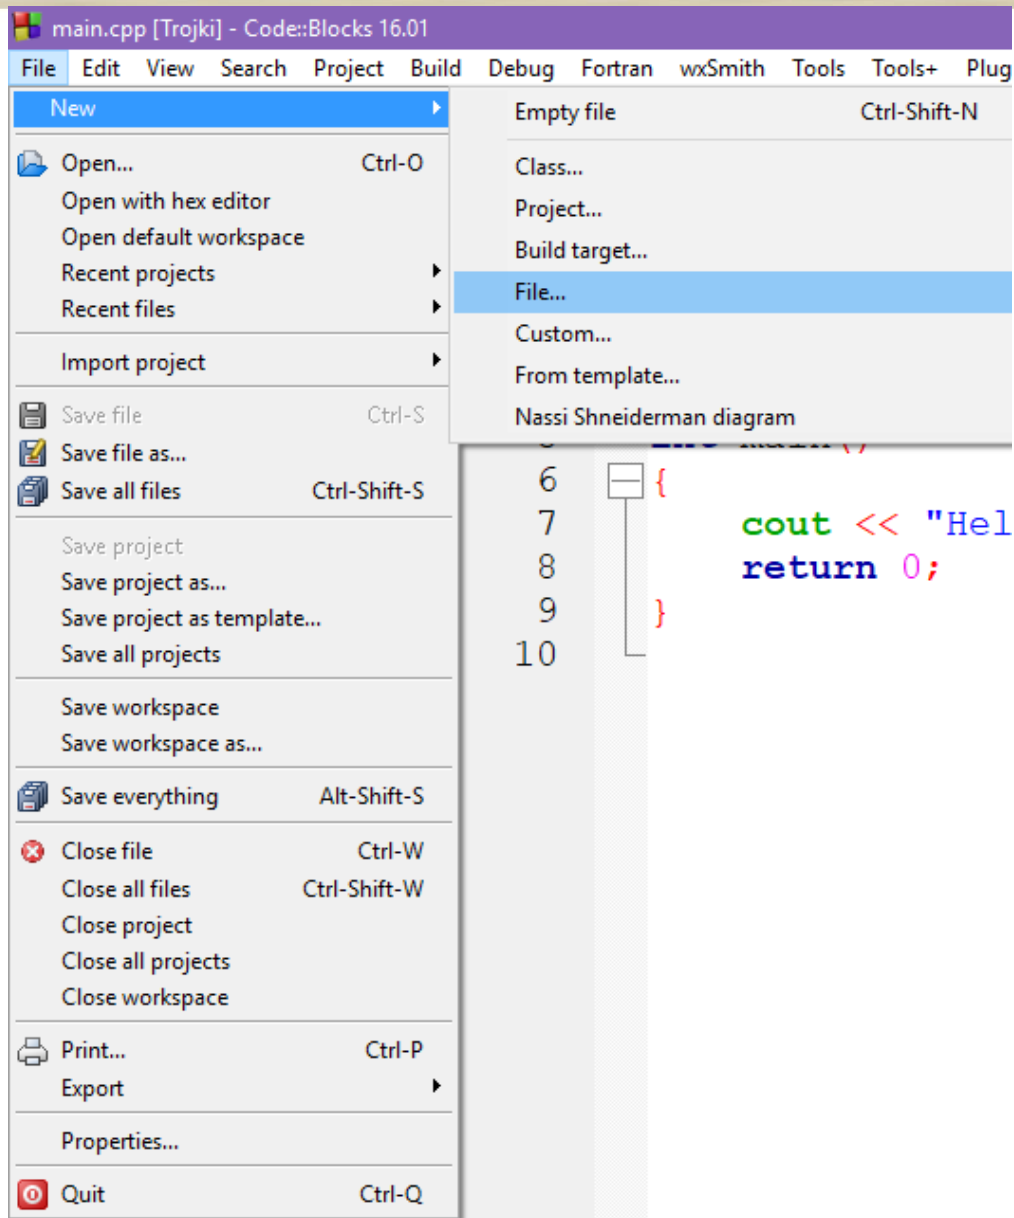 main.cpp [Trojki] - Code::Blocks 16.01
File Edit View Search Project Build Debug Fortran wxSmith Tools Tools+ Plug
New
Open... Ctrl-O
Open with hex editor
Open default workspace
Recent projects
Recent files
Import project
Save file Ctrl-S
Save file as...
Save all files Ctrl-Shift-S
Save project
Save project as...
Save project as template...
Save all projects
Save workspace
Save workspace as...
Save everything Alt-Shift-S
Close file Ctrl-W
Close all files Ctrl-Shift-W
Close project
Close all projects
Close workspace
Print... Ctrl-P
Export
Properties...
Quit Ctrl-Q
Empty file Ctrl-Shift-N
Class...
Project...
Build target...
File...
Custom...
From template...
Nassi Shneiderman diagram
6 {
7 cout << "Hel
8 return 0;
9 }
10